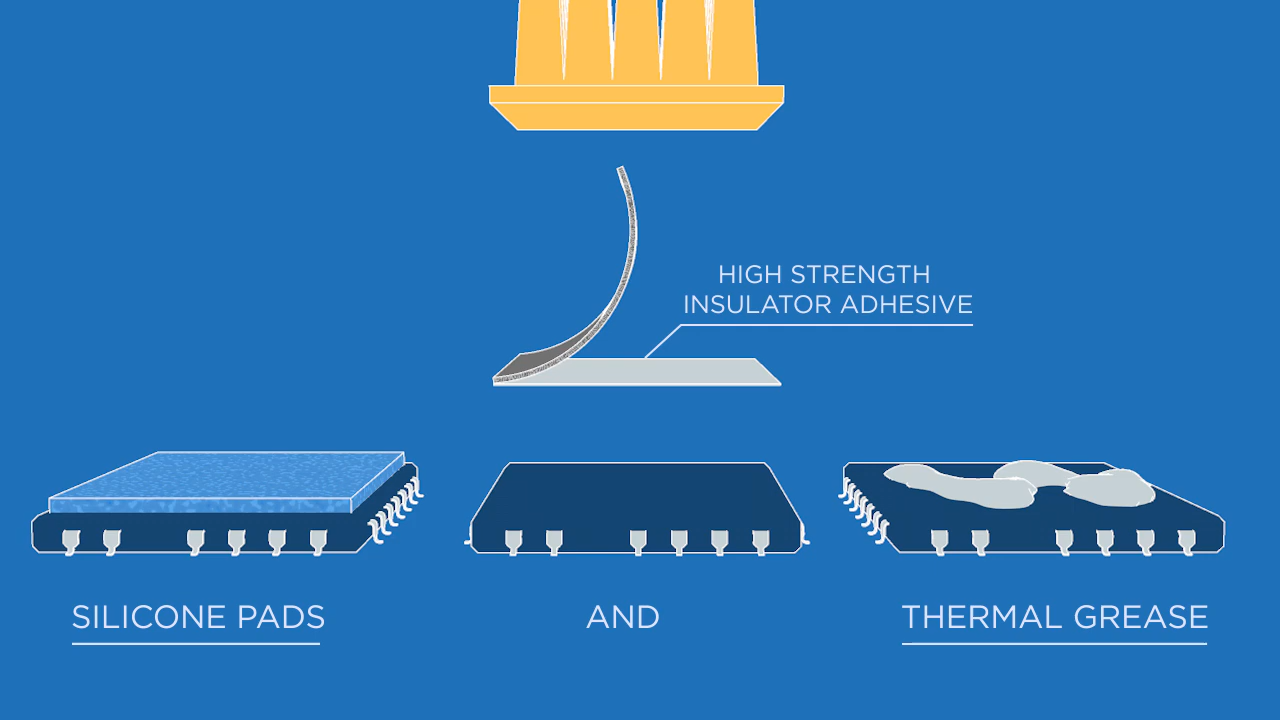 HIGH STRENGTH
INSULATOR ADHESIVE
SILICONE PADS
AND
THERMAL GREASE